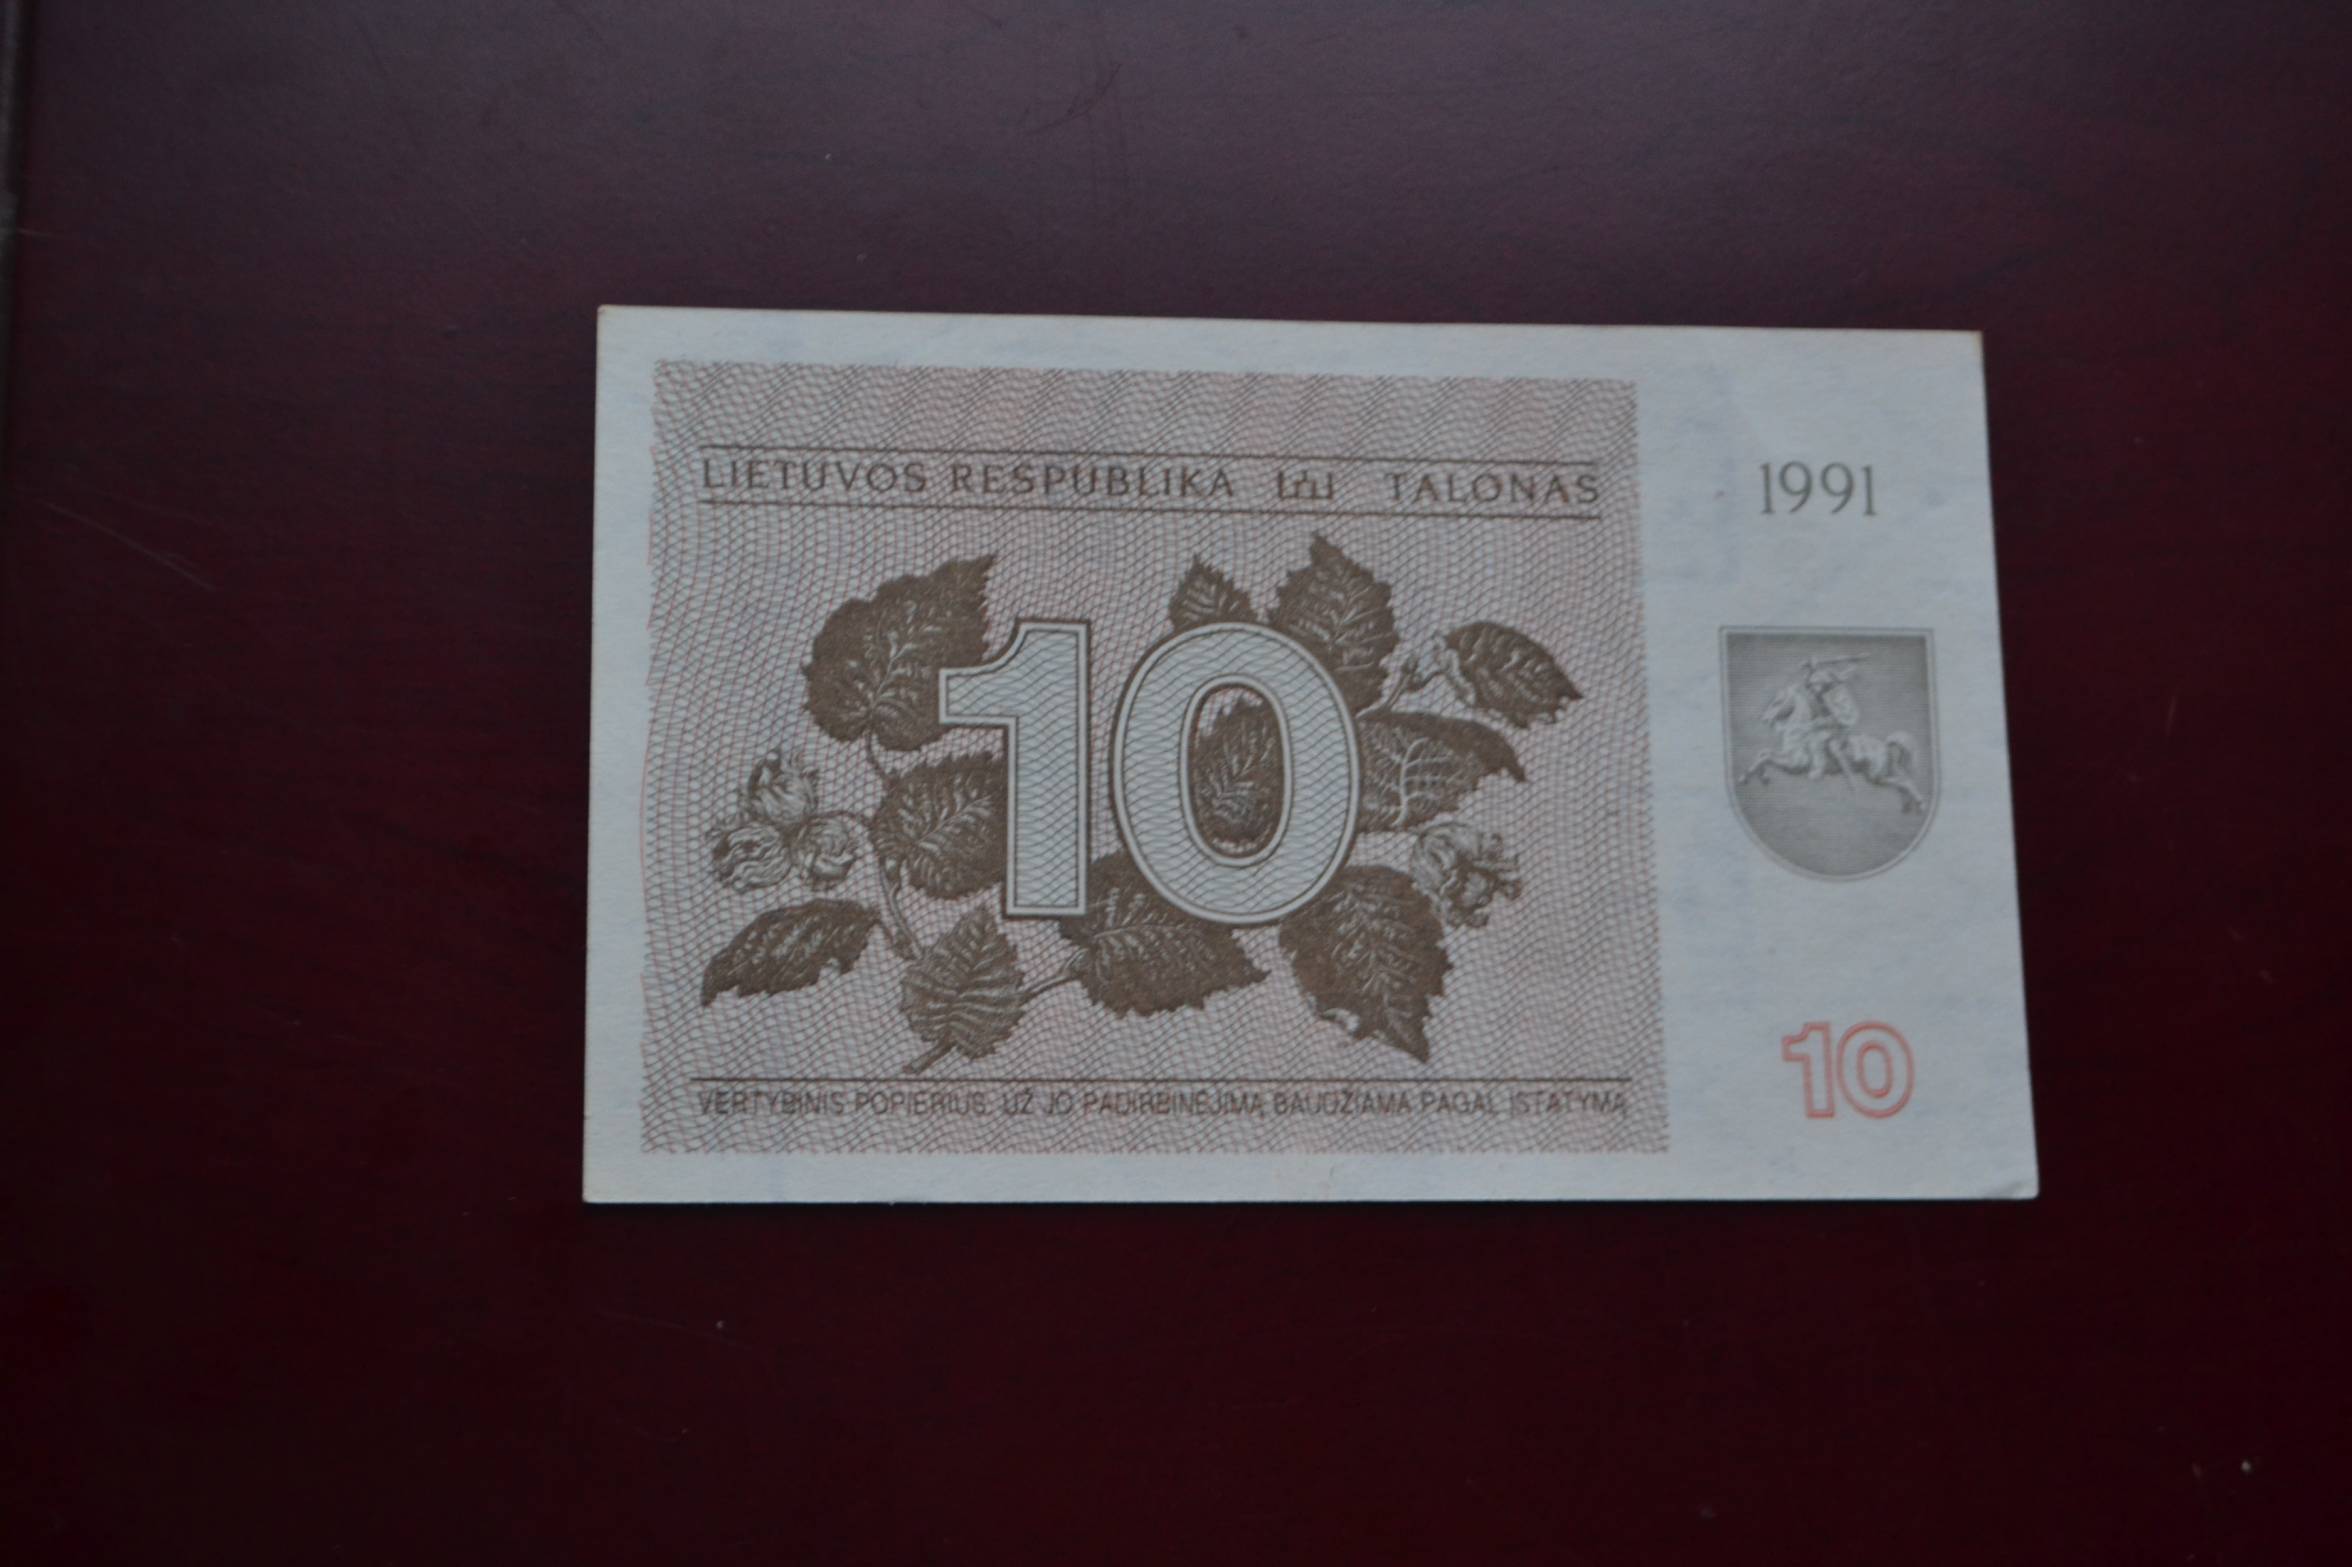 LIETUVOS RESPUBLIKA TALONAS
1991
10
10
VERTYBINIS POPIERIUS. UŽ JO PADIRBINĖJIMĄ BAUDŽIAMA PAGAL ĮSTATYMĄ